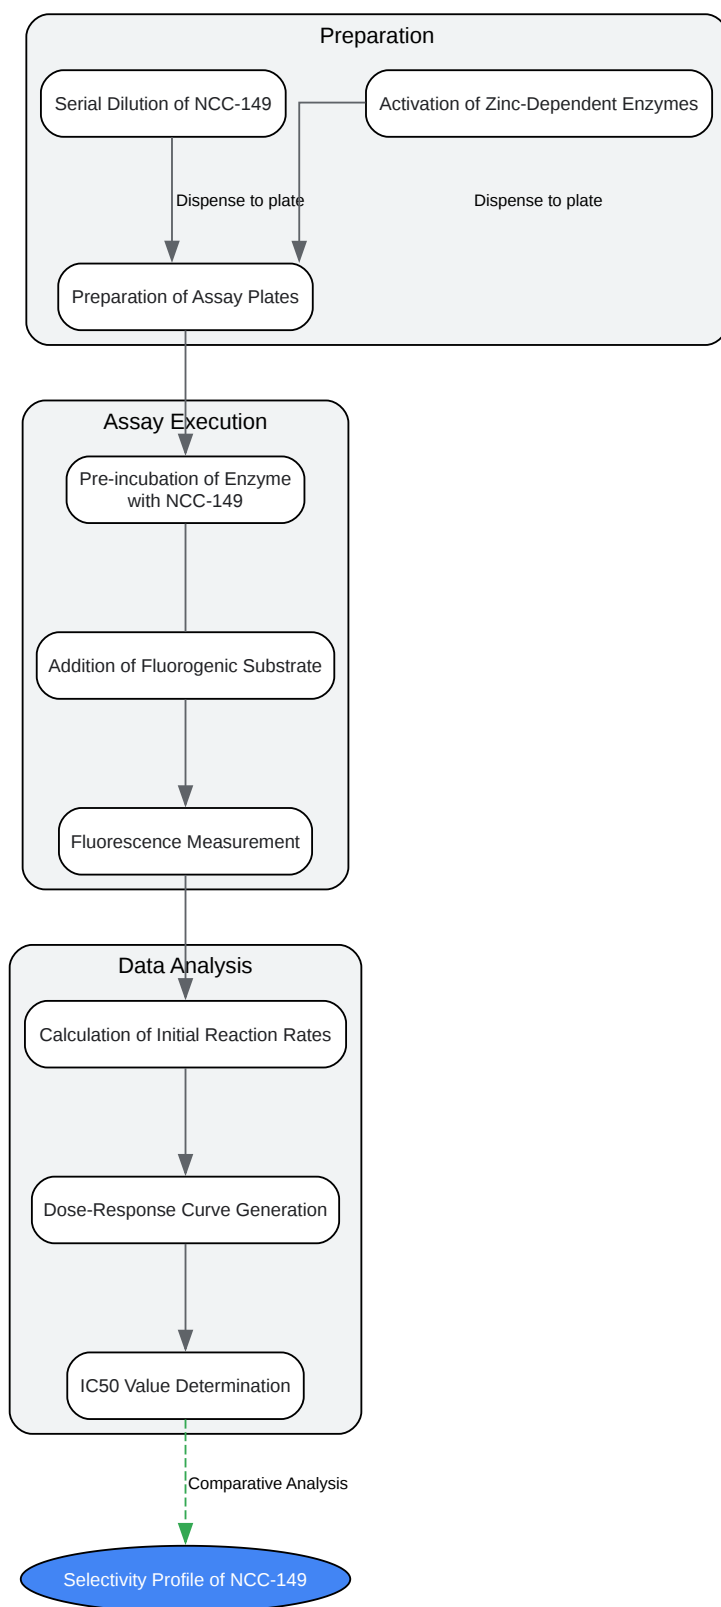 Preparation
Serial Dilution of NCC-149
Activation of Zinc-Dependent Enzymes
Dispense to plate
Dispense to plate
Preparation of Assay Plates
Assay Execution
Pre-incubation of Enzyme
with NCC-149
Addition of Fluorogenic Substrate
Fluorescence Measurement
Data Analysis
Calculation of Initial Reaction Rates
Dose-Response Curve Generation
IC50 Value Determination
Comparative Analysis
Selectivity Profile of NCC-149